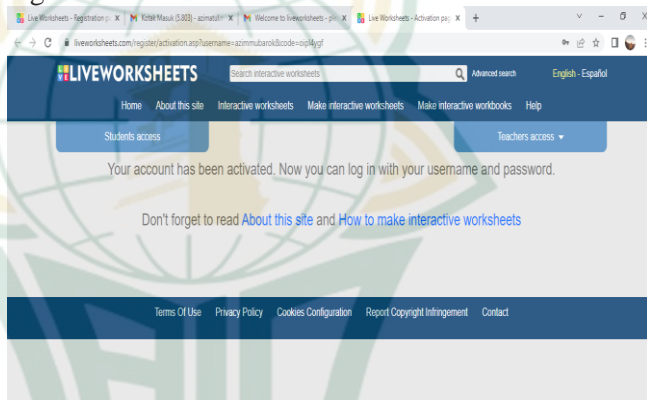 Live Worksheets - Registration pa
Kotak Masuk (5.803) - azimatul
Welcome to liveworksheets - ple
Live Worksheets - Activation pag
liveworksheets.com/register/activation.asp?username=azimmubarok&code=oipl4ygf
LIVEWORKSHEETS
Search interactive worksheets
Advanced search
English - Español
Home About this site Interactive worksheets Make interactive worksheets Make interactive workbooks Help
Students access
Teachers access
Your account has been activated. Now you can log in with your username and password.
Don't forget to read About this site and How to make interactive worksheets
Terms Of Use Privacy Policy Cookies Configuration Report Copyright Infringement Contact